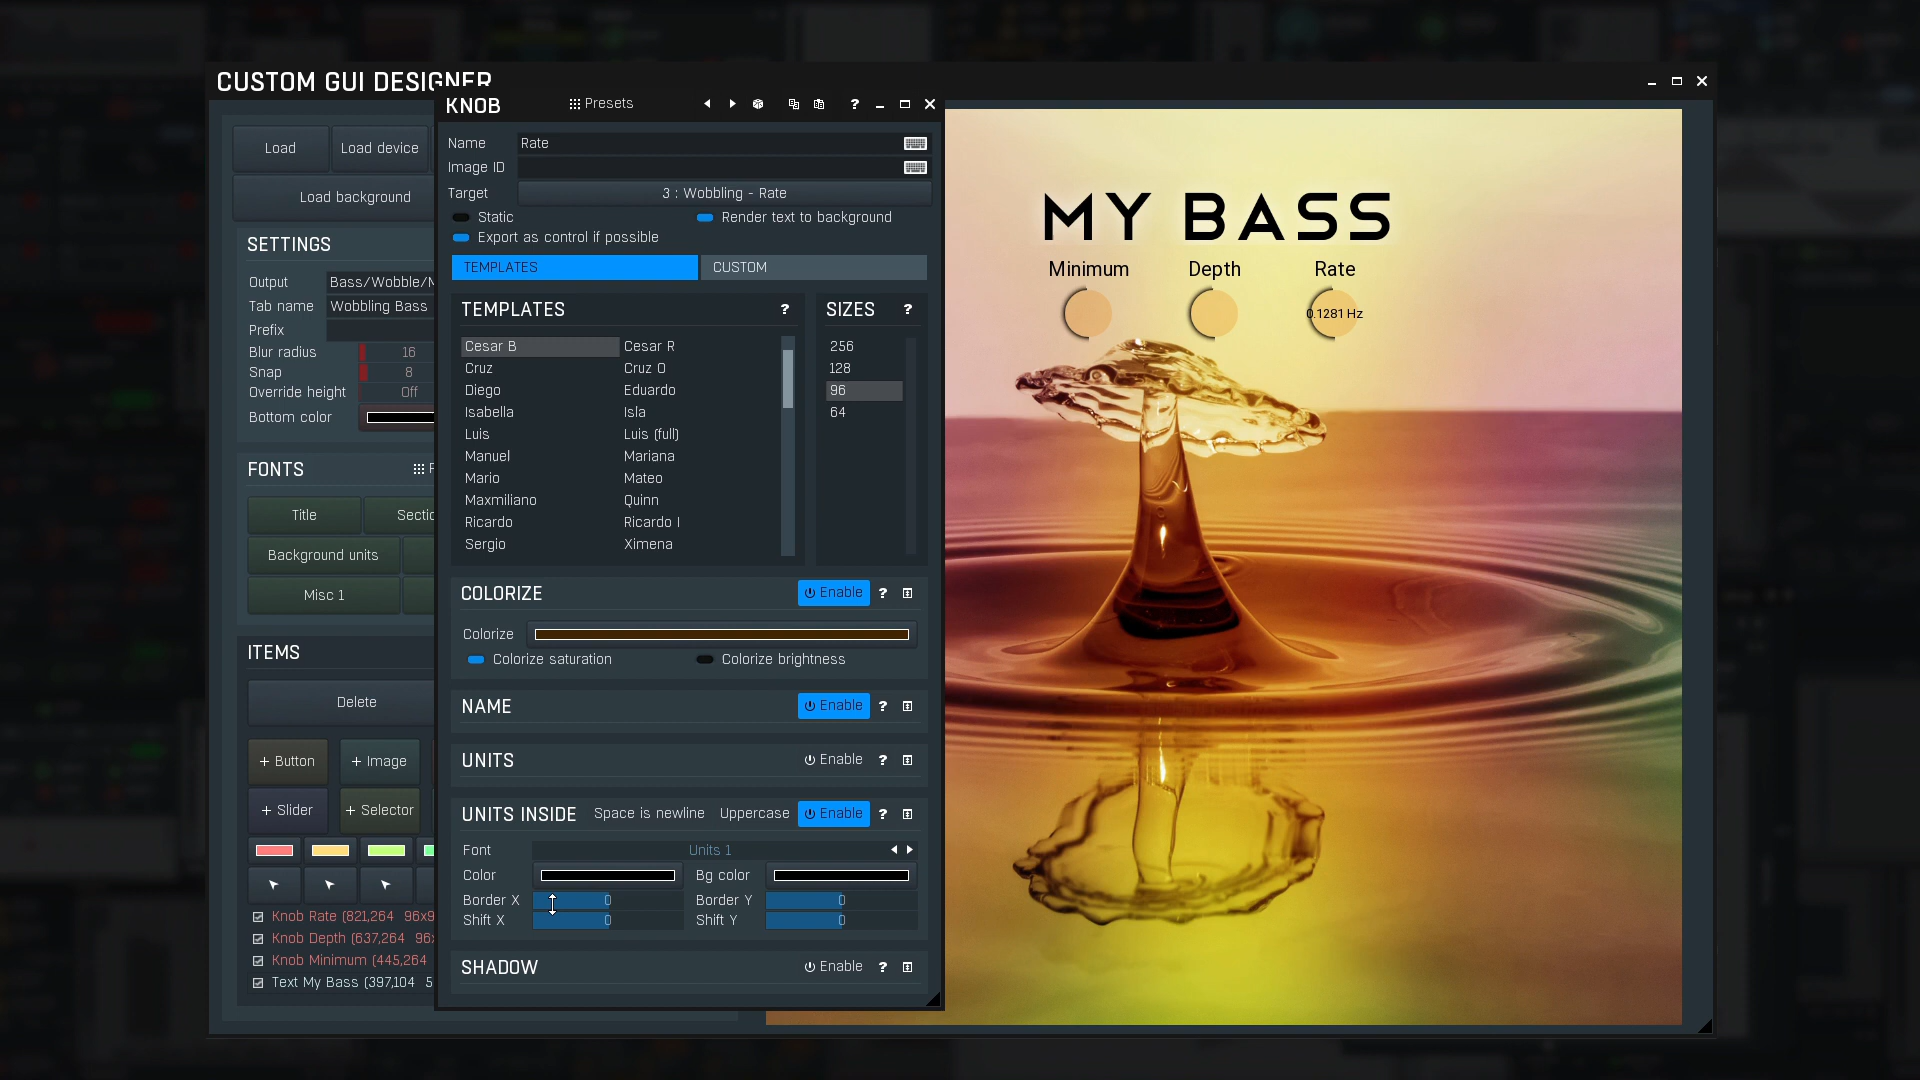 CUSTOM GUI DESIGNER
KNOB
Presets
?
Load
Load device
Load background
SETTINGS
Output Bass/Wobble/M
Tab name Wobbling Bass
Prefix
Blur radius 16
Snap 8
Override height Off
Bottom color
FONTS
Title
Sectio
Background units
Misc 1
ITEMS
Delete
+ Button
+ Image
+ Slider
+ Selector
Knob Rate (821,264 96x9
Knob Depth (637,264 96x
Knob Minimum (445,264
Text My Bass (397,104 5
Name Rate
Image ID
Target 3 : Wobbling - Rate
Static
Render text to background
Export as control if possible
TEMPLATES
CUSTOM
TEMPLATES ?
Cesar B Cesar R
Cruz Cruz O
Diego Eduardo
Isabella Isla
Luis Luis (full)
Manuel Mariana
Mario Mateo
Maxmiliano Quinn
Ricardo Ricardo I
Sergio Ximena
SIZES ?
256
128
96
64
COLORIZE Enable ?
Colorize
Colorize saturation
Colorize brightness
NAME Enable ?
UNITS Enable ?
UNITS INSIDE Space is newline Uppercase Enable ?
Font Units 1
Color
Bg color
Border X 0
Border Y 0
Shift X 0
Shift Y 0
SHADOW Enable ?
MY BASS
Minimum Depth Rate
0.1281 Hz